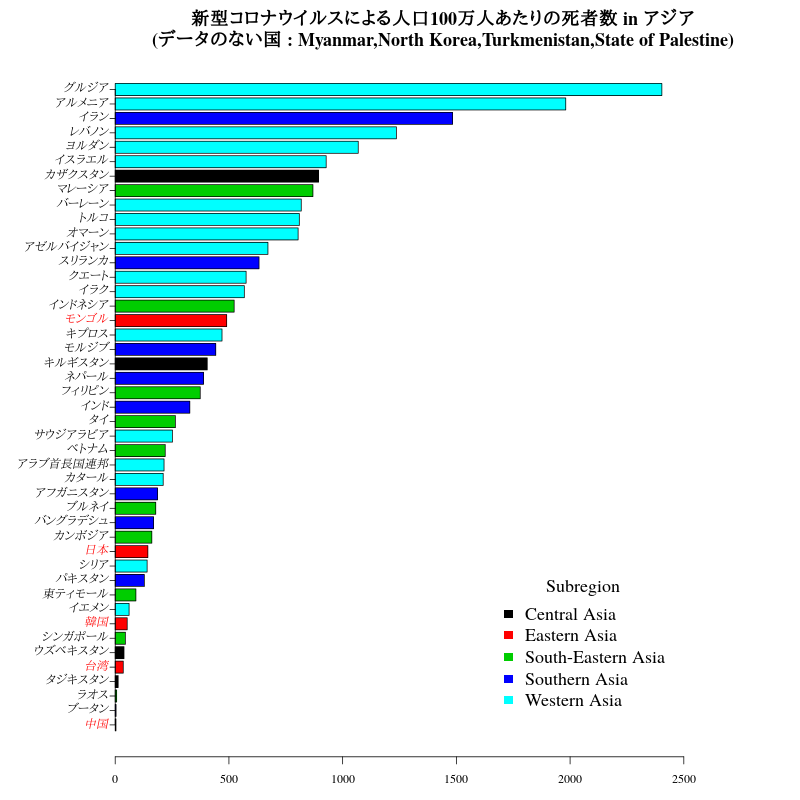 新型コロナウイルスによる人口100万人あたりの死者数 in アジア
(データのない国 : Myanmar,North Korea,Turkmenistan,State of Palestine)
グルジア
アルメニア
イラン
レバノン
ヨルダン
イスラエル
カザクスタン
マレーシア
バーレーン
トルコ
オマーン
アゼルバイジャン
スリランカ
クエート
イラク
インドネシア
モンゴル
キプロス
モルジブ
キルギスタン
ネパール
フィリピン
インド
タイ
サウジアラビア
ベトナム
アラブ首長国連邦
カタール
アフガニスタン
ブルネイ
バングラデシュ
カンボジア
日本
シリア
パキスタン
東ティモール
イエメン
韓国
シンガポール
ウズベキスタン
台湾
タジキスタン
ラオス
ブータン
中国
Subregion
Central Asia
Eastern Asia
South-Eastern Asia
Southern Asia
Western Asia
0 500 1000 1500 2000 2500